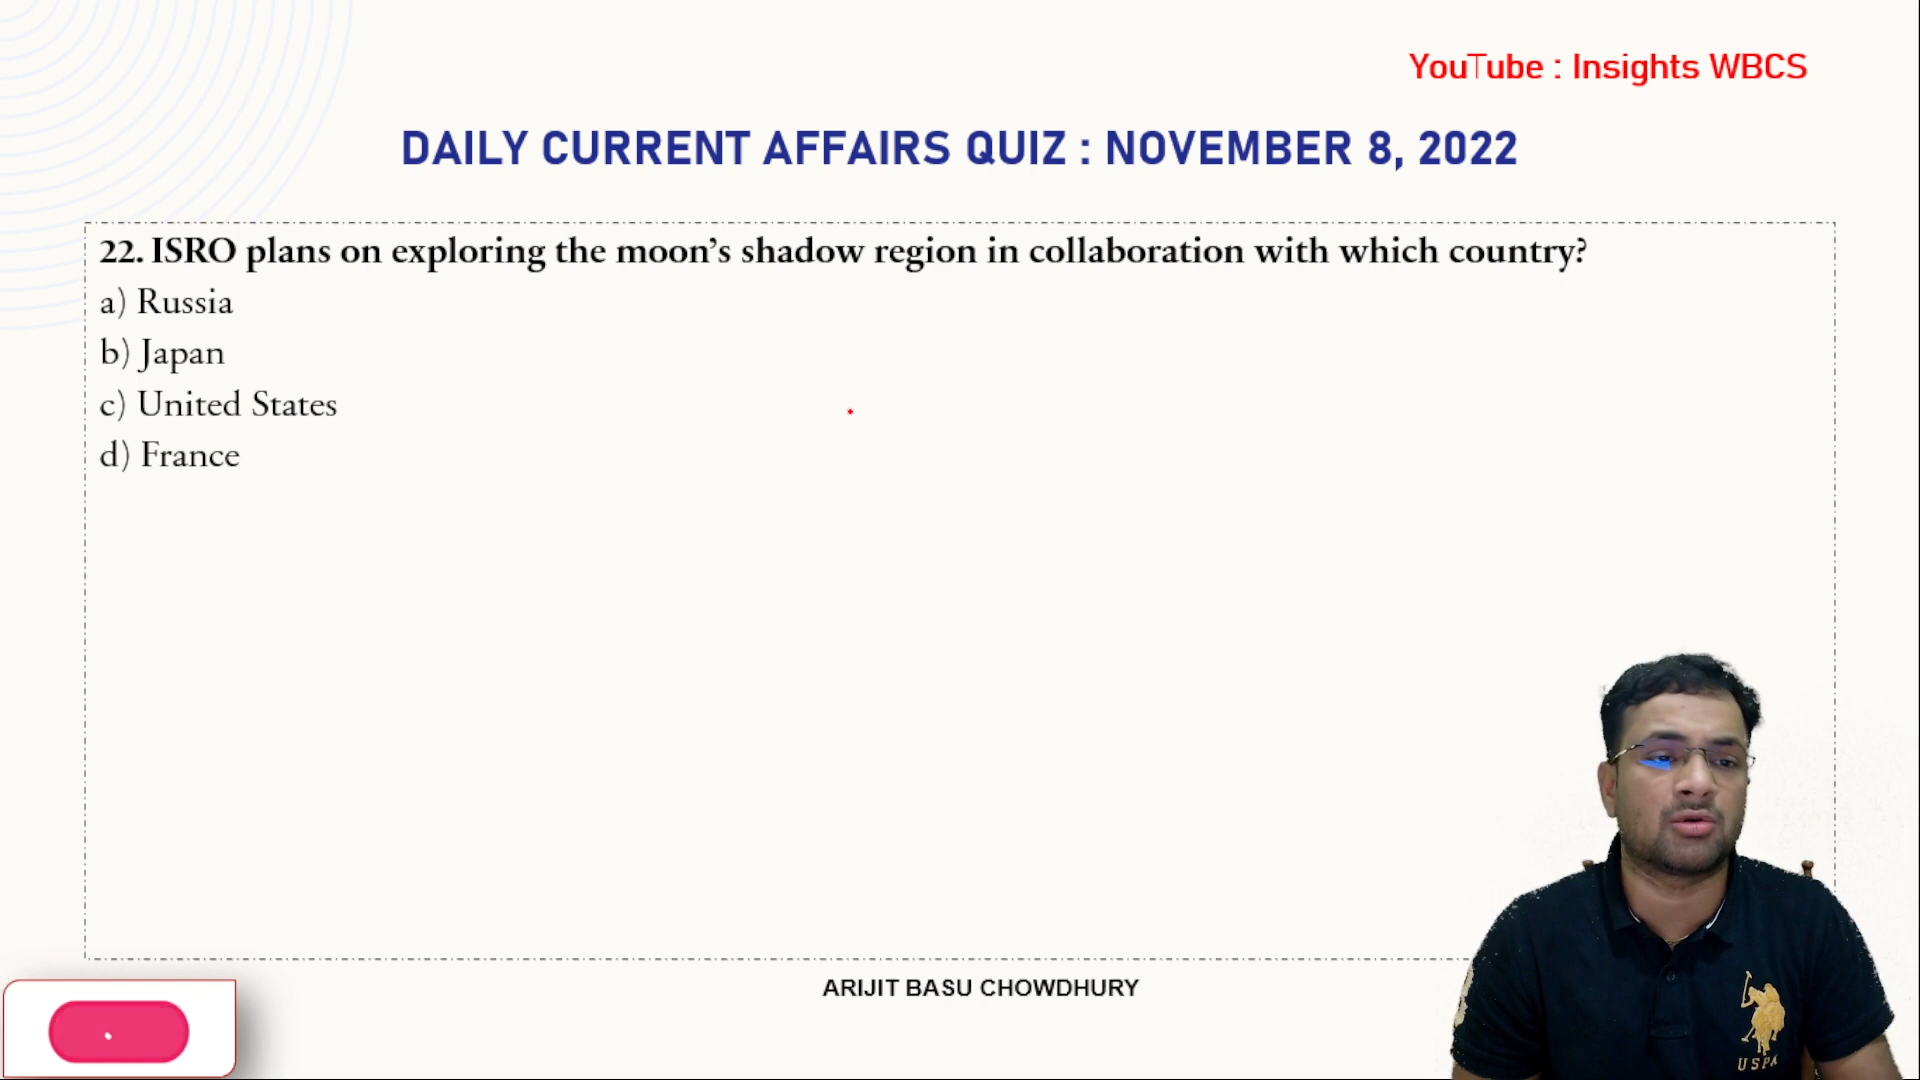 YouTube : Insights WBCS
DAILY CURRENT AFFAIRS QUIZ : NOVEMBER 8, 2022
22. ISRO plans on exploring the moon’s shadow region in collaboration with which country?
a) Russia
b) Japan
c) United States
d) France
ARIJIT BASU CHOWDHURY
USPA